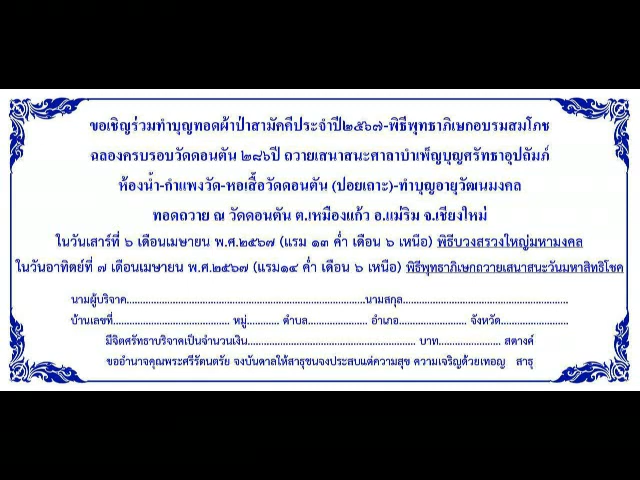 ขอเชิญร่วมทำบุญทอดผ้าป่าสามัคคีประจำปี๒๕๖๗-พิธีพุทธาภิเษกอบรมสมโภช
ฉลองครบรอบวัดดอนตัน ๒๘๖ปี ถวายเสนาสนะศาลาบำเพ็ญบุญศรัทธาอุปถัมภ์
ห้องน้ำ-กำแพงวัด-หอเสื้อวัดดอนตัน (ปอยเถาะ)-ทำบุญอายุวัฒนมงคล
ทอดถวาย ณ วัดดอนตัน ต.เหมืองแก้ว อ.แม่ริม จ.เชียงใหม่
ในวันเสาร์ที่ ๖ เดือนเมษายน พ.ศ.๒๕๖๗ (แรม ๑๓ ค่ำ เดือน ๖ เหนือ) พิธีบวงสรวงใหญ่มหามงคล
ในวันอาทิตย์ที่ ๗ เดือนเมษายน พ.ศ.๒๕๖๗ (แรม๑๔ ค่ำ เดือน ๖ เหนือ) พิธีพุทธาภิเษกถวายเสนาสนะวันมหาสิทธิโชค
นามผู้บริจาค..........................................................................นามสกุล....................................................
บ้านเลขที่.................................... หมู่.......... ตำบล................... อำเภอ...................... จังหวัด......................
มีจิตศรัทธาบริจาคเป็นจำนวนเงิน..................................................... บาท.................... สตางค์
ขออำนาจคุณพระศรีรัตนตรัย จงบันดาลให้สาธุชนจงประสบแด่ความสุข ความเจริญด้วยเทอญ สาธุ